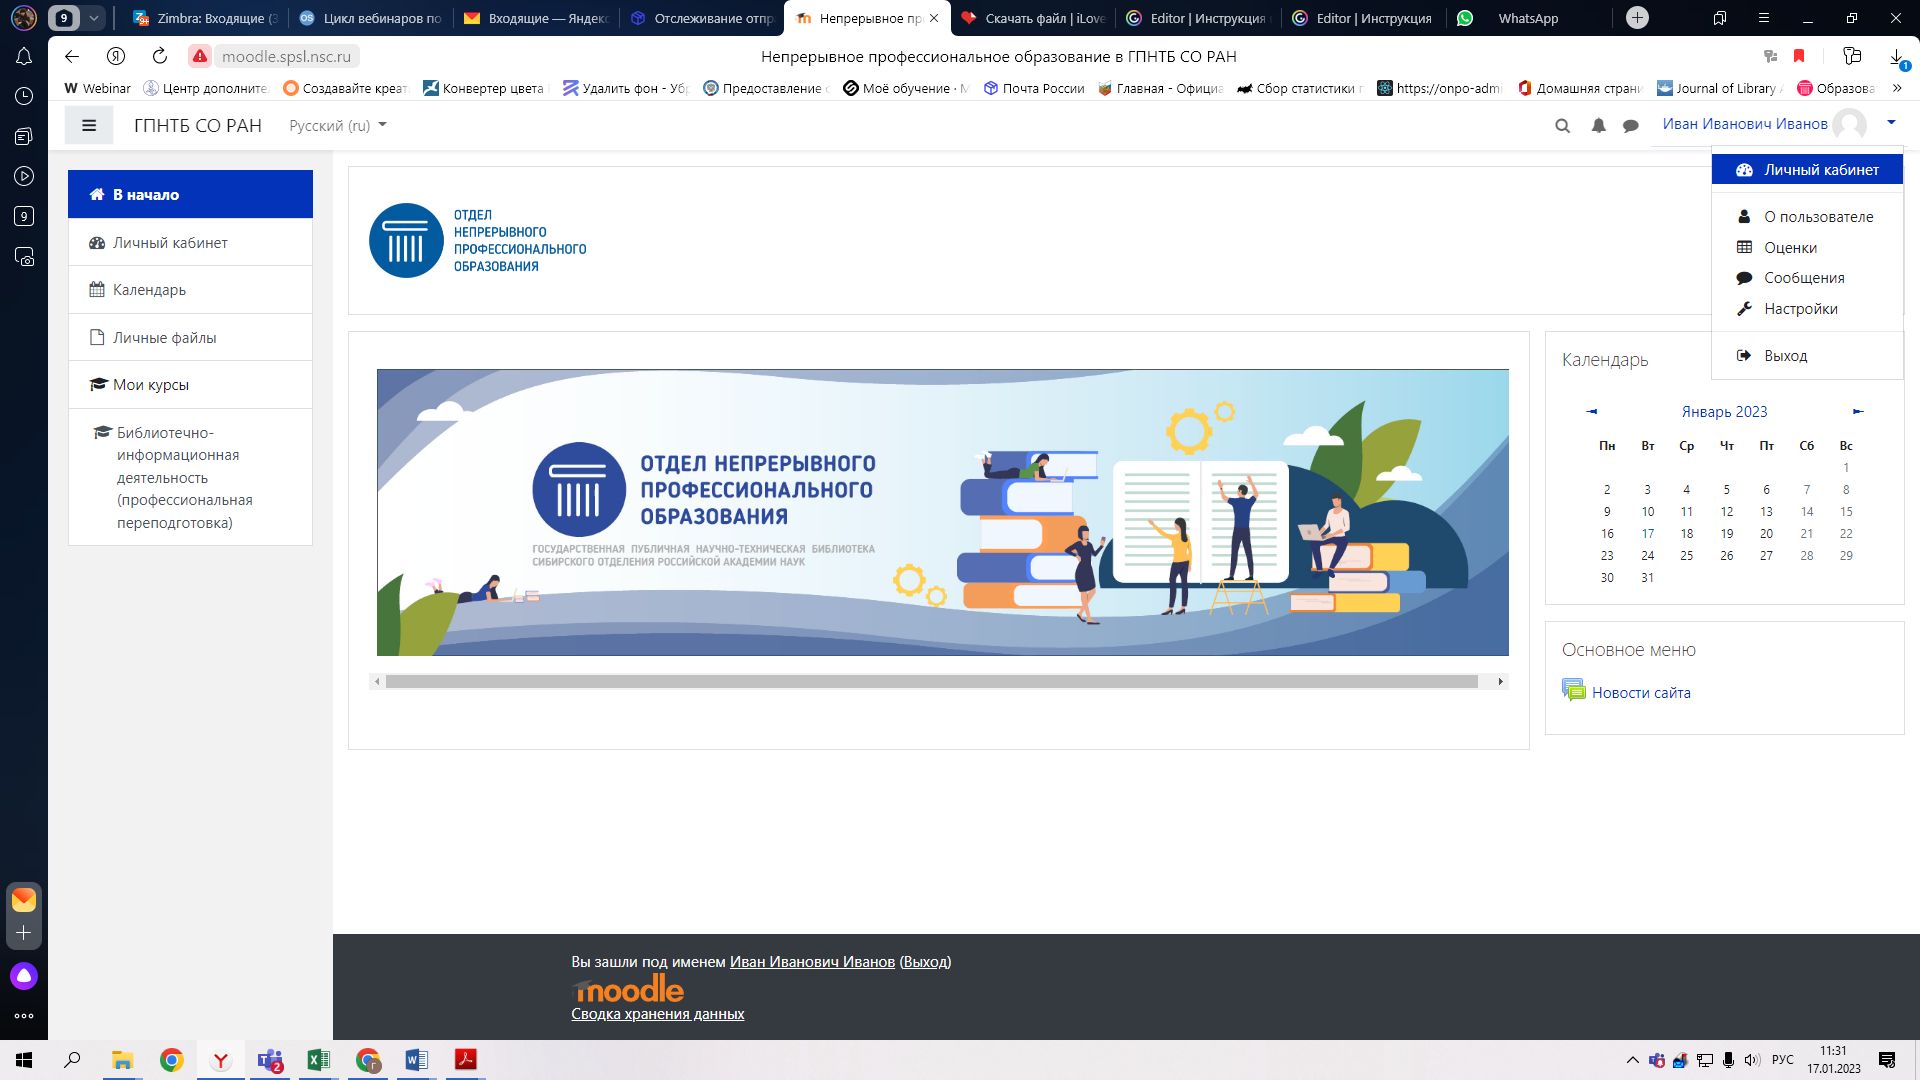 9
Zimbra: Входящие (3
Цикл вебинаров по
Входящие — Яндекс
Отслеживание отпр
Непрерывное пр
Скачать файл | iLove
Editor | Инструкция
Editor | Инструкция
WhatsApp
moodle.spsl.nsc.ru
Непрерывное профессиональное образование в ГПНТБ СО РАН
1
Webinar
Центр дополните
Создавайте креат
Конвертер цвета
Удалить фон - Убр
Предоставление
Моё обучение
Почта России
Главная - Официа
Сбор статистики
https://onpo-admi
Домашняя страни
Journal of Library
Образова
»
ГПНТБ СО РАН
Русский (ru)
Иван Иванович Иванов
9
В начало
Личный кабинет
Календарь
Личные файлы
Мои курсы
Библиотечно-
информационная
деятельность
(профессиональная
переподготовка)
ОТДЕЛ
НЕПРЕРЫВНОГО
ПРОФЕССИОНАЛЬНОГО
ОБРАЗОВАНИЯ
Личный кабинет
О пользователе
Оценки
Сообщения
Настройки
Выход
ОТДЕЛ НЕПРЕРЫВНОГО
ПРОФЕССИОНАЛЬНОГО
ОБРАЗОВАНИЯ
ГОСУДАРСТВЕННАЯ ПУБЛИЧНАЯ НАУЧНО-ТЕХНИЧЕСКАЯ БИБЛИОТЕКА
СИБИРСКОГО ОТДЕЛЕНИЯ РОССИЙСКОЙ АКАДЕМИИ НАУК
Календарь
Январь 2023
Пн Вт Ср Чт Пт Сб Вс
1
2 3 4 5 6 7 8
9 10 11 12 13 14 15
16 17 18 19 20 21 22
23 24 25 26 27 28 29
30 31
Основное меню
Новости сайта
Вы зашли под именем Иван Иванович Иванов (Выход)
moodle
Сводка хранения данных
2
РУС
11:31
17.01.2023